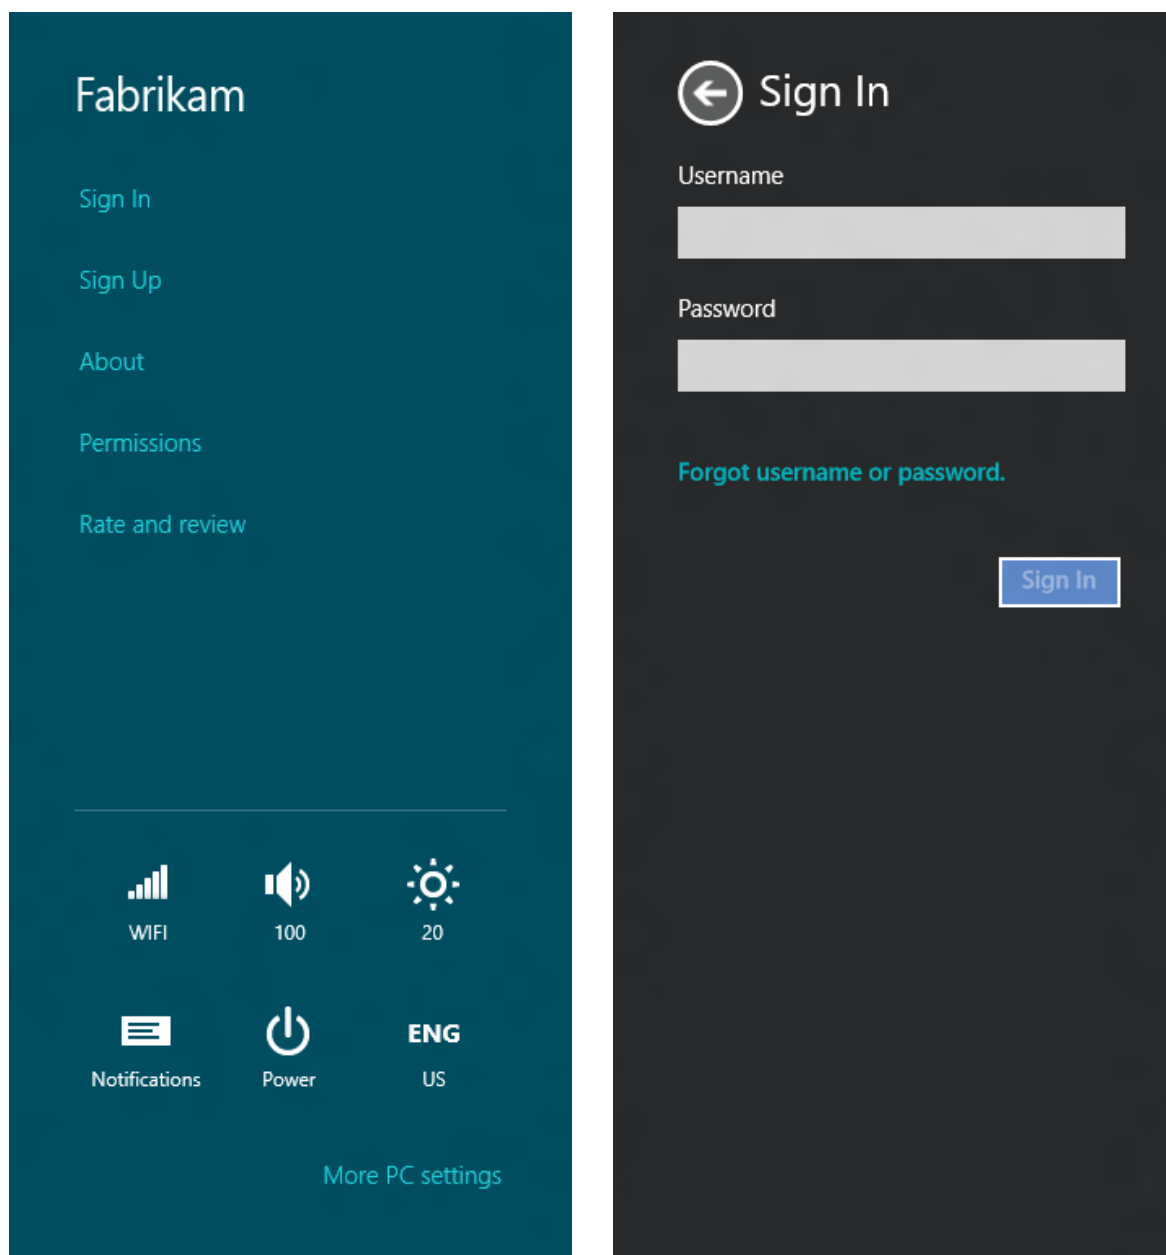 Fabrikam
Sign In
Sign Up
About
Permissions
Rate and review
WIFI
100
20
Notifications
Power
ENG
US
More PC settings
Sign In
Username
Password
Forgot username or password.
Sign In